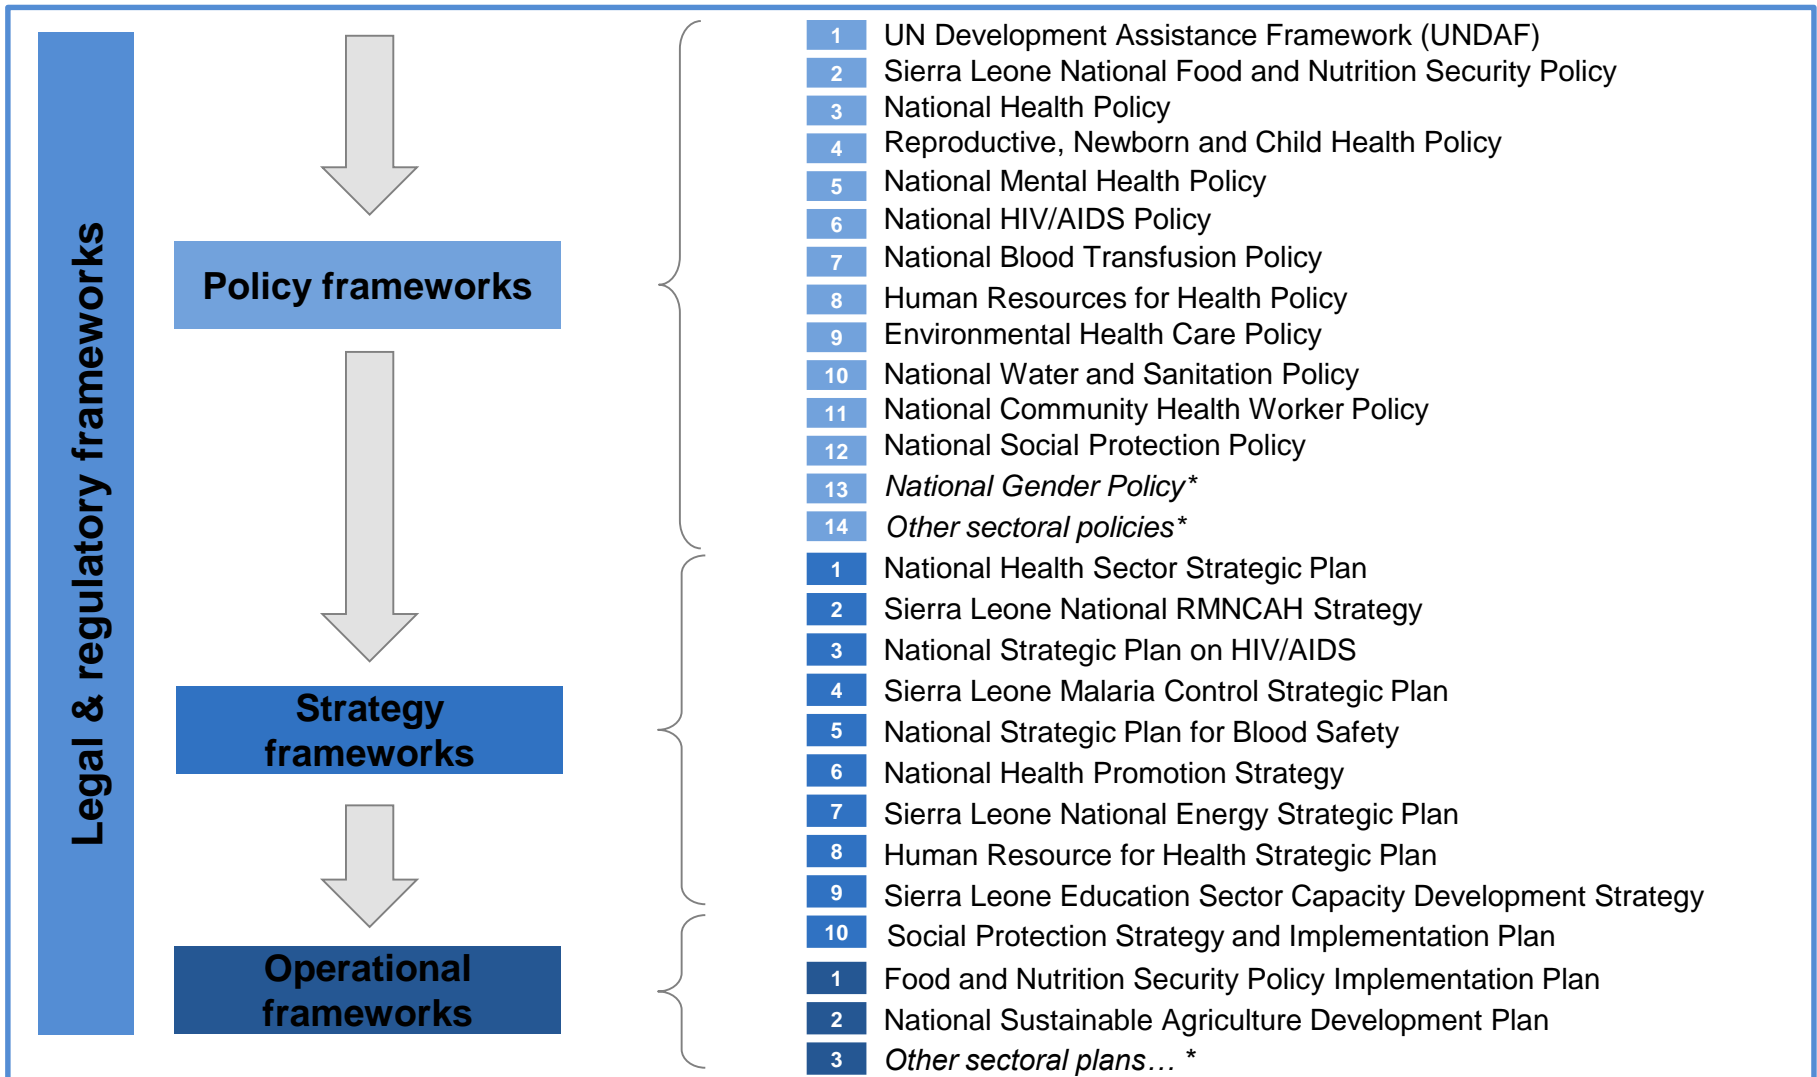 Legal & regulatory frameworks
Policy frameworks
Strategy
frameworks
Operational
frameworks
1 UN Development Assistance Framework (UNDAF)
2 Sierra Leone National Food and Nutrition Security Policy
3 National Health Policy
4 Reproductive, Newborn and Child Health Policy
5 National Mental Health Policy
6 National HIV/AIDS Policy
7 National Blood Transfusion Policy
8 Human Resources for Health Policy
9 Environmental Health Care Policy
10 National Water and Sanitation Policy
11 National Community Health Worker Policy
12 National Social Protection Policy
13 National Gender Policy*
14 Other sectoral policies*
1 National Health Sector Strategic Plan
2 Sierra Leone National RMNCAH Strategy
3 National Strategic Plan on HIV/AIDS
4 Sierra Leone Malaria Control Strategic Plan
5 National Strategic Plan for Blood Safety
6 National Health Promotion Strategy
7 Sierra Leone National Energy Strategic Plan
8 Human Resource for Health Strategic Plan
9 Sierra Leone Education Sector Capacity Development Strategy
10 Social Protection Strategy and Implementation Plan
1 Food and Nutrition Security Policy Implementation Plan
2 National Sustainable Agriculture Development Plan
3 Other sectoral plans… *